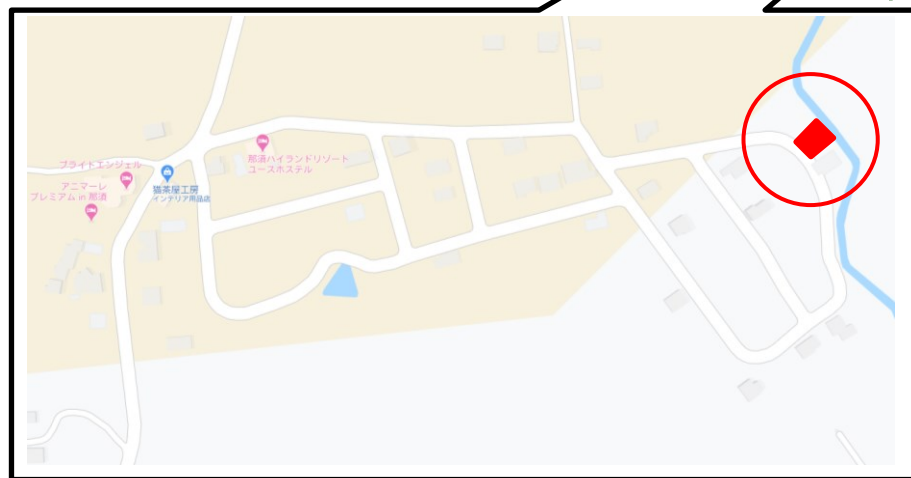 那須ハイランドリゾート
ユースホステル
ブライトエンジェル
猫茶屋工房
インテリア用品店
アニマーレ
プレミアム in 那須